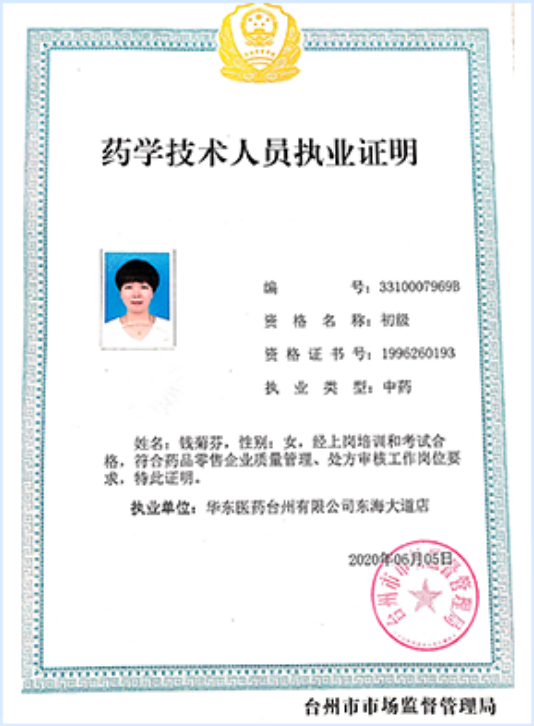 药学技术人员执业证明
编 号：3310007969B
资 格 名 称：初级
资 格 证 书 号：1996260193
执 业 类 型：中药
姓名：钱菊芬，性别：女，经上岗培训和考试合
格，符合药品零售企业质量管理、处方审核工作岗位要
求，特此证明。
执业单位：华东医药台州有限公司东海大道店
2020年06月05日
台州市市场监督管理局
台州市市场监督管理局